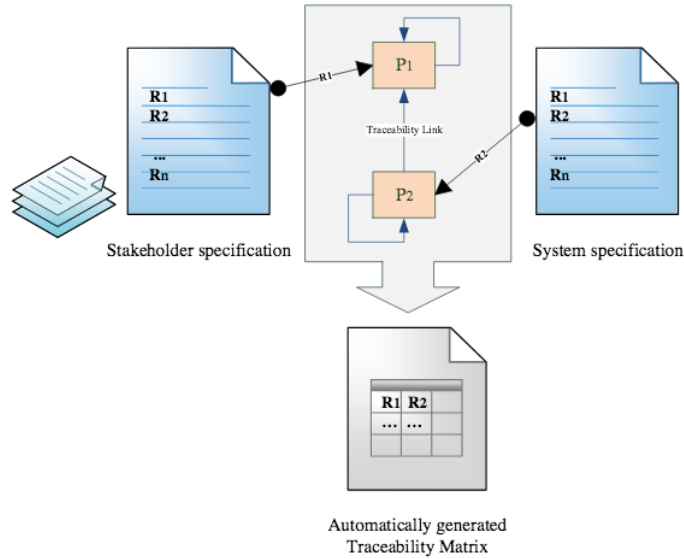 P1
R1
R1
R2
...
Rn
R1
R2
...
Rn
Traceability Link
R2
P2
Stakeholder specification
System specification
R1 R2
... ...
Automatically generated
Traceability Matrix